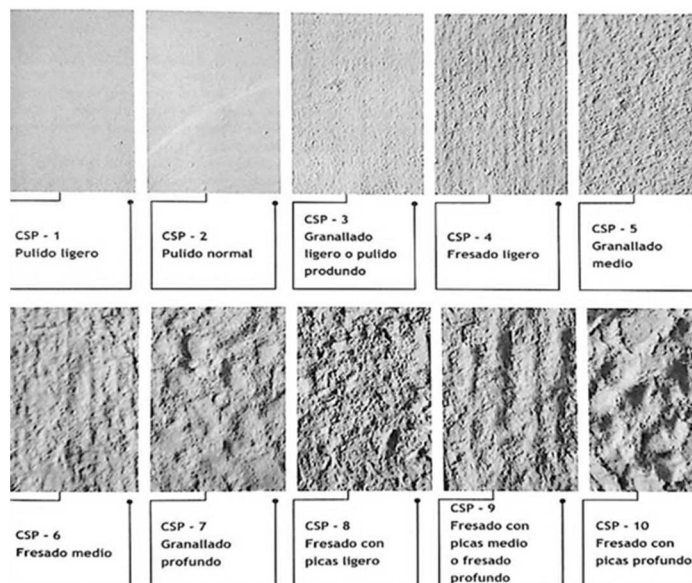 CSP - 1
Pulido ligero
CSP - 2
Pulido normal
CSP - 3
Granallado
ligero o pulido
produndo
CSP - 4
Fresado ligero
CSP - 5
Granallado
medio
CSP - 6
Fresado medio
CSP - 7
Granallado
profundo
CSP - 8
Fresado con
picas ligero
CSP - 9
Fresado con
picas medio
o fresado
profundo
CSP - 10
Fresado con
picas profundo